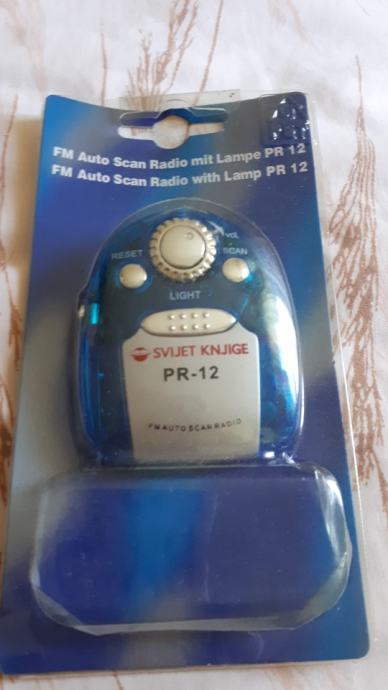 FM Auto Scan Radio mit Lampe PR 12
FM Auto Scan Radio with Lamp PR 12
VOL
RESET
SCAN
LIGHT
SVIJET KNJIGE
PR-12
FM AUTO SCAN RADIO